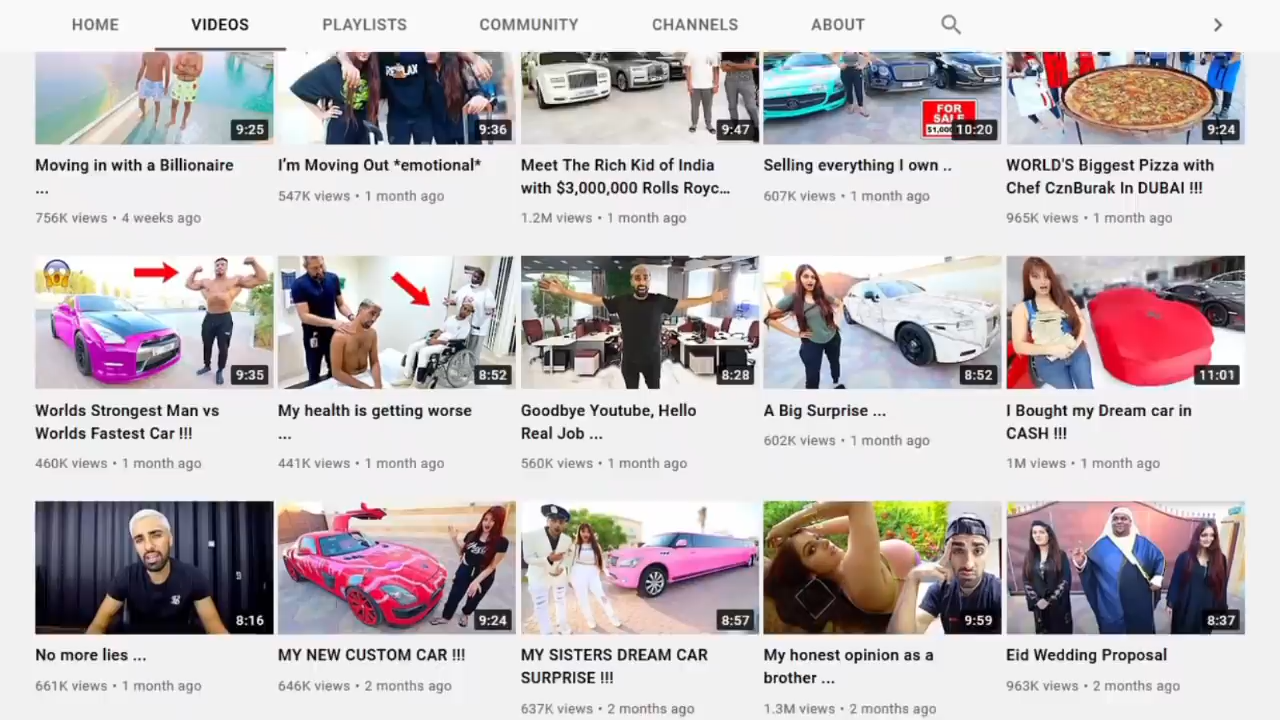 HOME VIDEOS PLAYLISTS COMMUNITY CHANNELS ABOUT
RELAX
FOR
SALE
9:25 9:36 9:47 10:20 9:24
Moving in with a Billionaire
...
756K views • 4 weeks ago
I'm Moving Out *emotional*
547K views • 1 month ago
Meet The Rich Kid of India
with $3,000,000 Rolls Royc...
1.2M views • 1 month ago
Selling everything I own ..
607K views • 1 month ago
WORLD'S Biggest Pizza with
Chef CznBurak In DUBAI !!!
965K views • 1 month ago
9:35 8:52 8:28 8:52 11:01
Worlds Strongest Man vs
Worlds Fastest Car !!!
460K views • 1 month ago
My health is getting worse
...
441K views • 1 month ago
Goodbye Youtube, Hello
Real Job ...
560K views • 1 month ago
A Big Surprise ...
602K views • 1 month ago
I Bought my Dream car in
CASH !!!
1M views • 1 month ago
8:16 9:24 8:57 9:59 8:37
No more lies ...
661K views • 1 month ago
MY NEW CUSTOM CAR !!!
646K views • 2 months ago
MY SISTERS DREAM CAR
SURPRISE !!!
637K views • 2 months ago
My honest opinion as a
brother ...
1.3M views • 2 months ago
Eid Wedding Proposal
963K views • 2 months ago